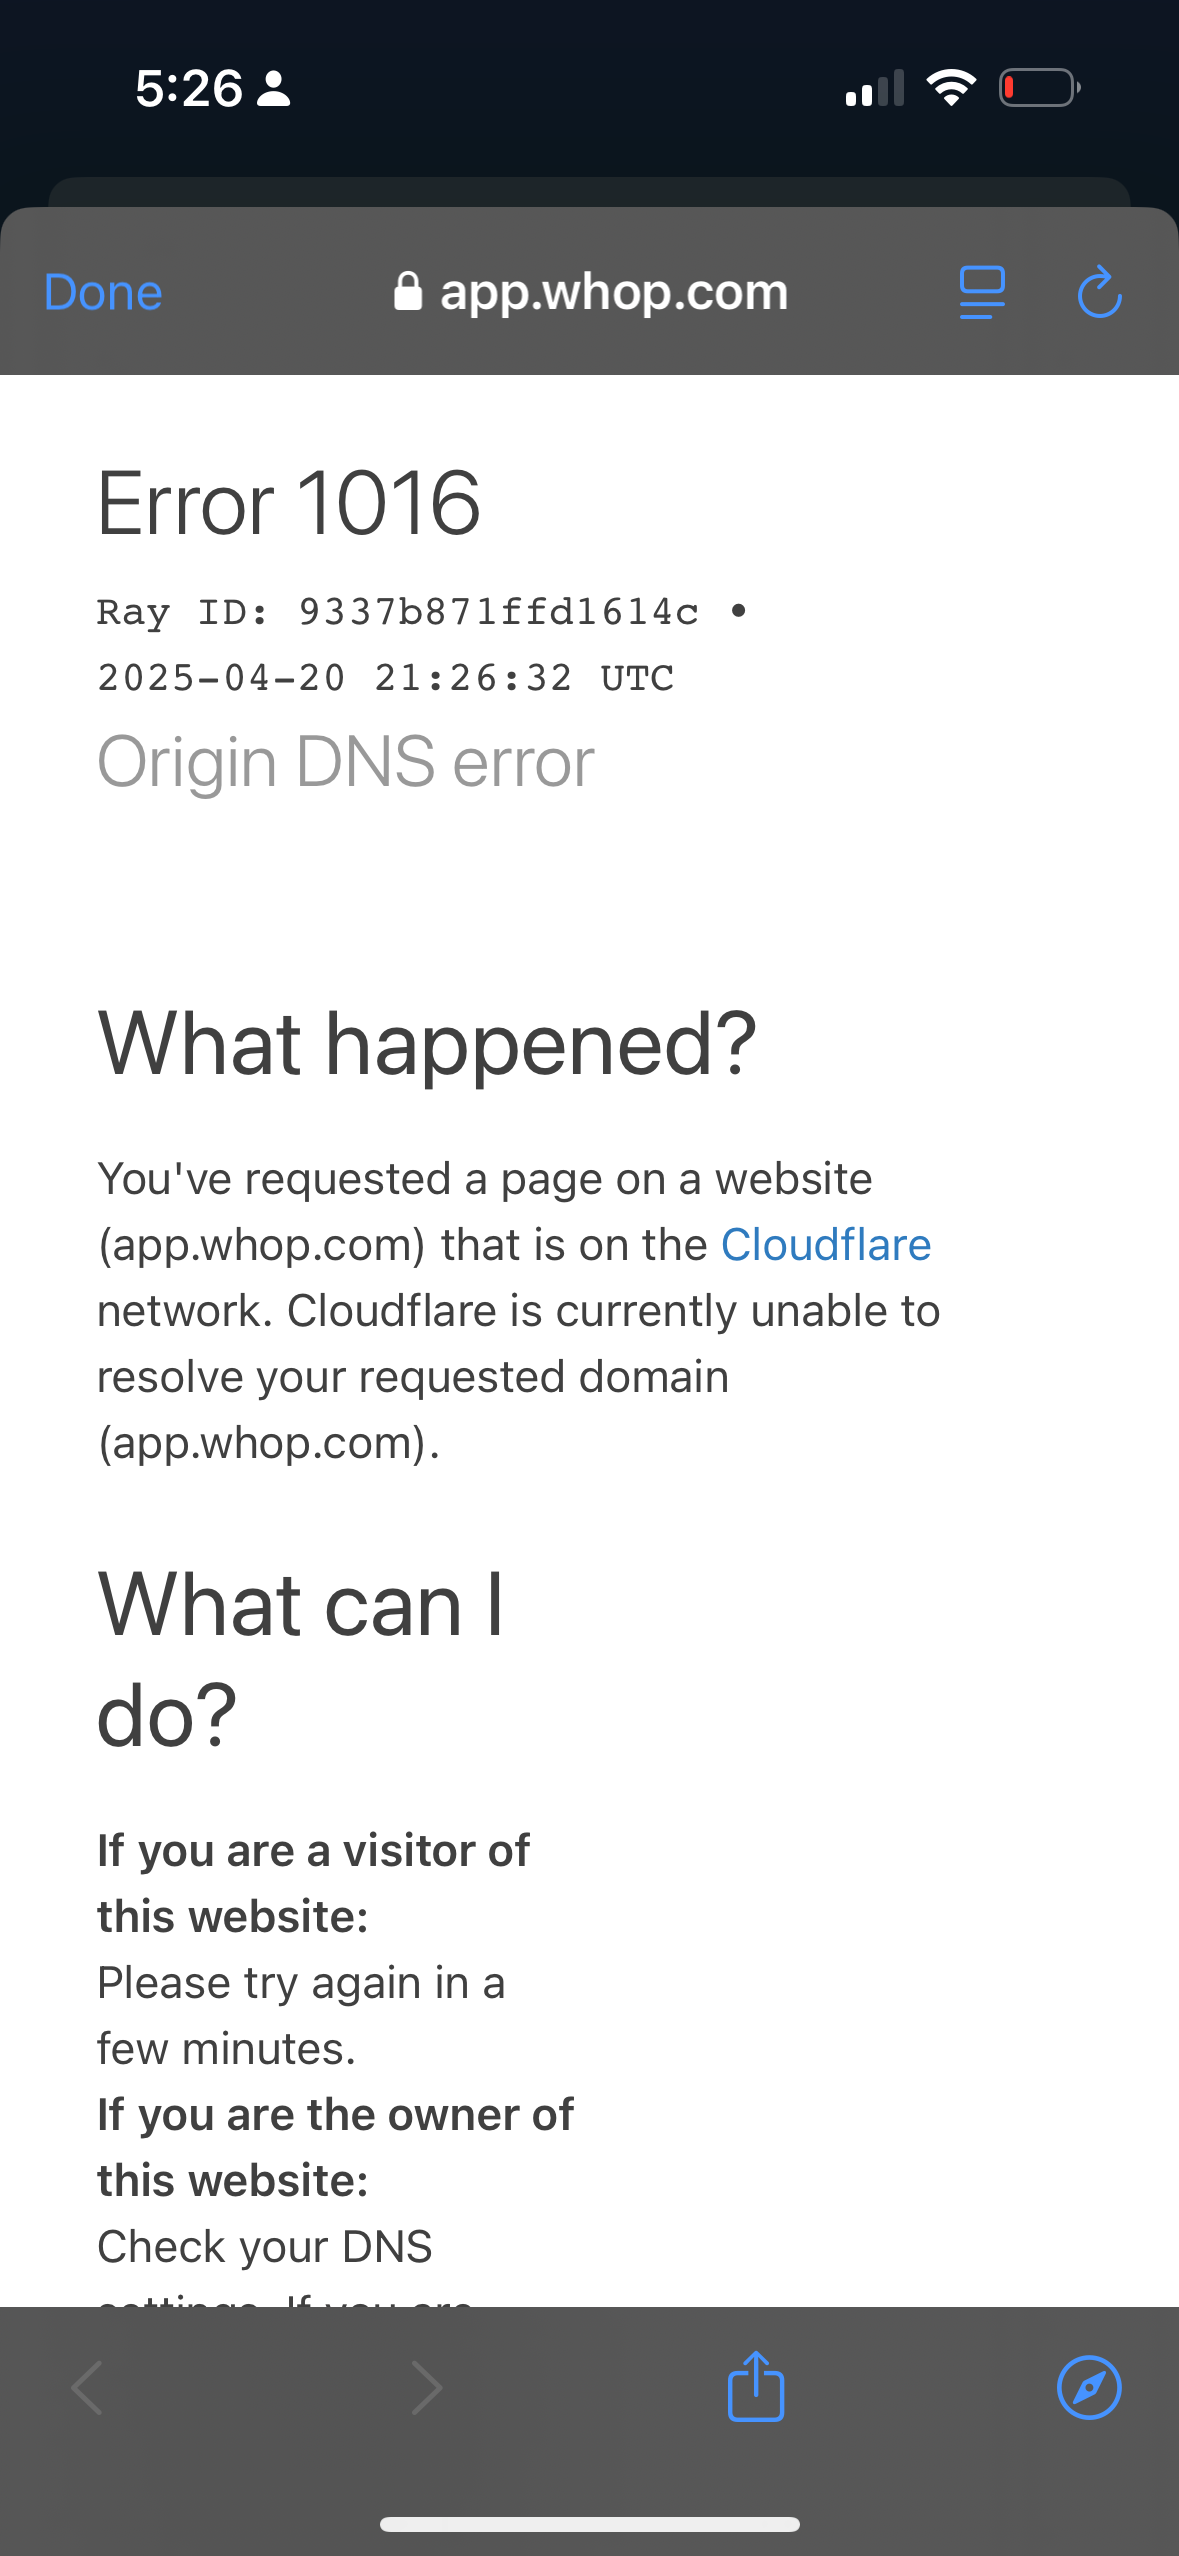 5:26
Done
app.whop.com
Error 1016
Ray ID: 9337b871ffd1614c •
2025-04-20 21:26:32 UTC
Origin DNS error
What happened?
You've requested a page on a website
(app.whop.com) that is on the Cloudflare
network. Cloudflare is currently unable to
resolve your requested domain
(app.whop.com).
What can I
do?
If you are a visitor of
this website:
Please try again in a
few minutes.
If you are the owner of
this website:
Check your DNS
settings. If you are